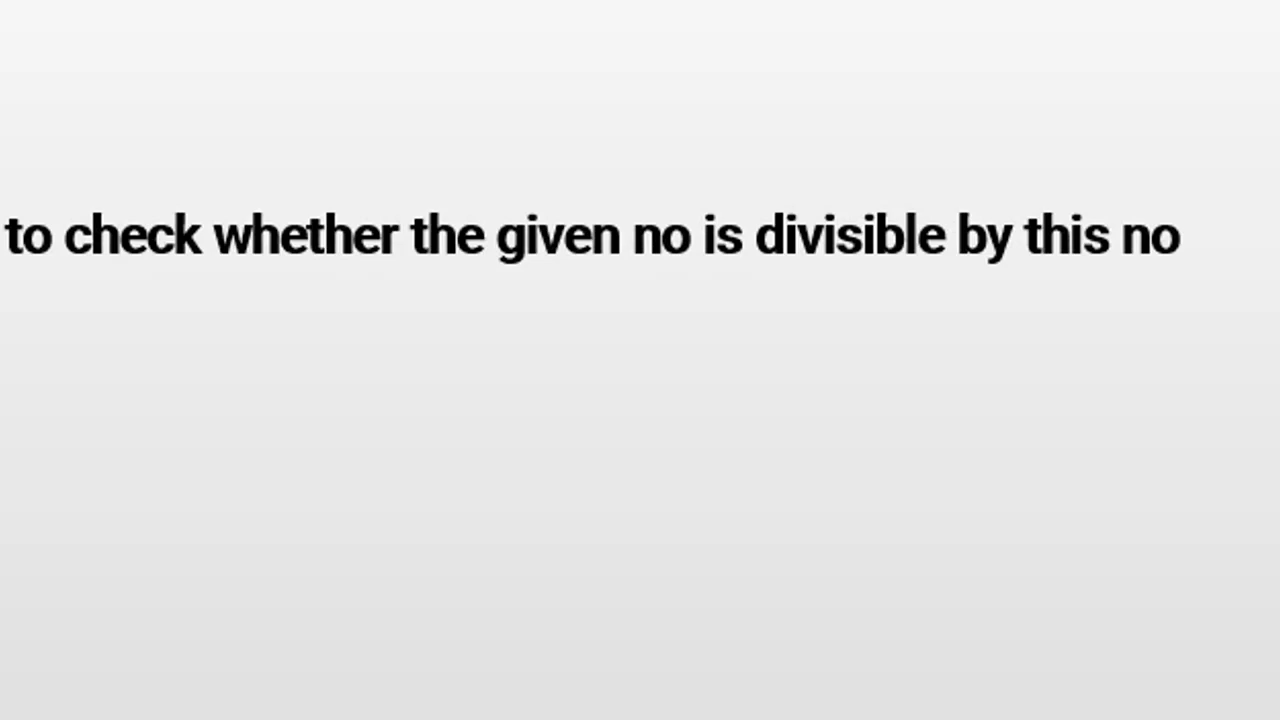 to check whether the given no is divisible by this no